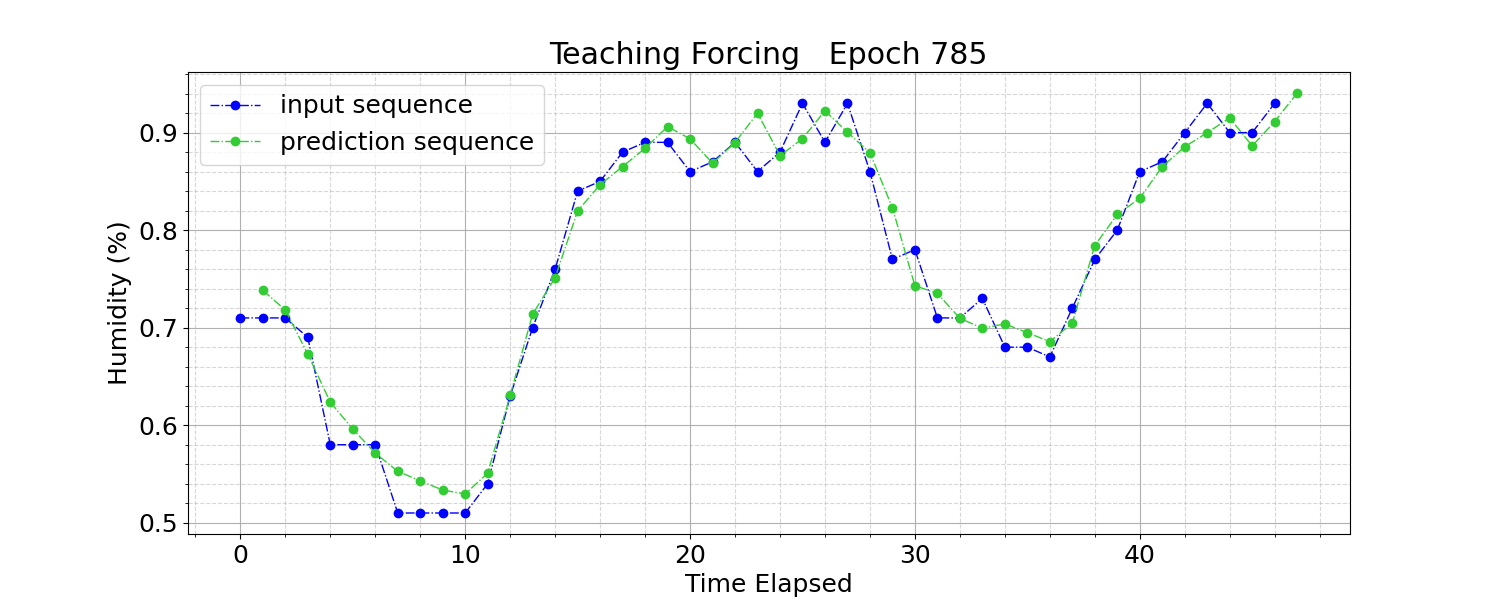 Teaching Forcing   Epoch 785
input sequence
prediction sequence
Humidity (%)
0.9
0.8
0.7
0.6
0.5
0 10 20 30 40
Time Elapsed